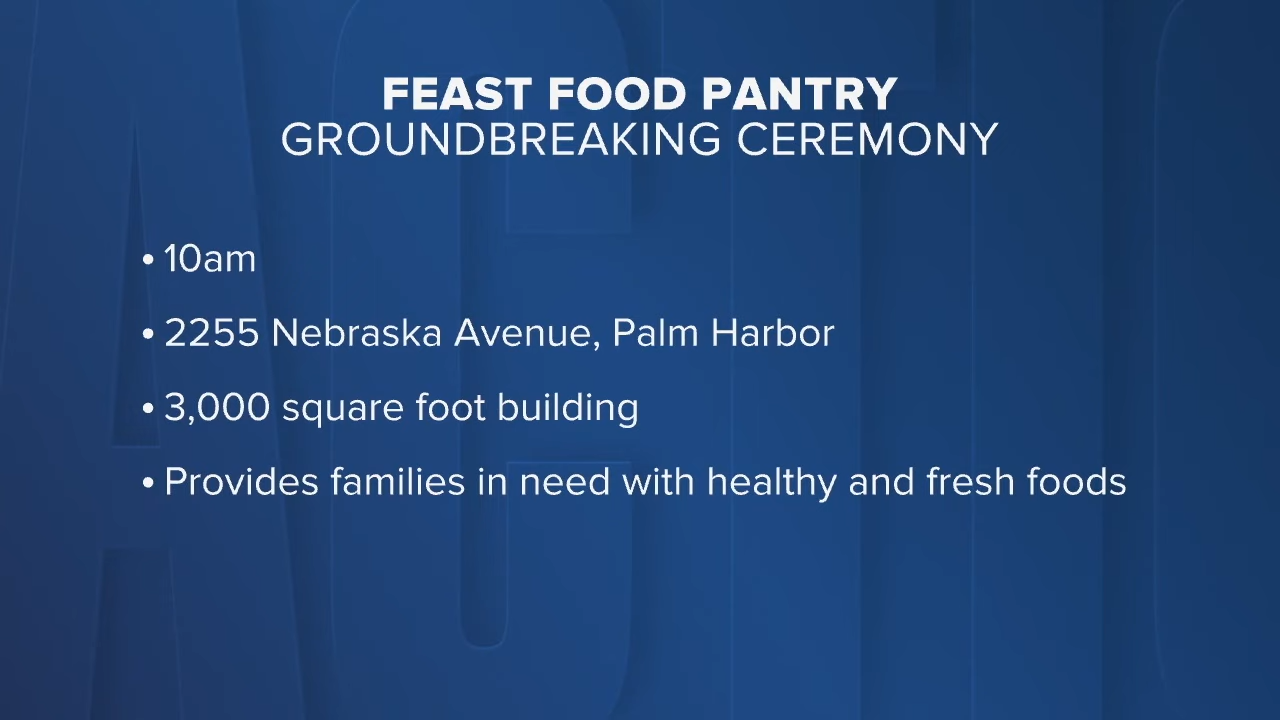 FEAST FOOD PANTRY
GROUNDBREAKING CEREMONY
• 10am
• 2255 Nebraska Avenue, Palm Harbor
• 3,000 square foot building
• Provides families in need with healthy and fresh foods